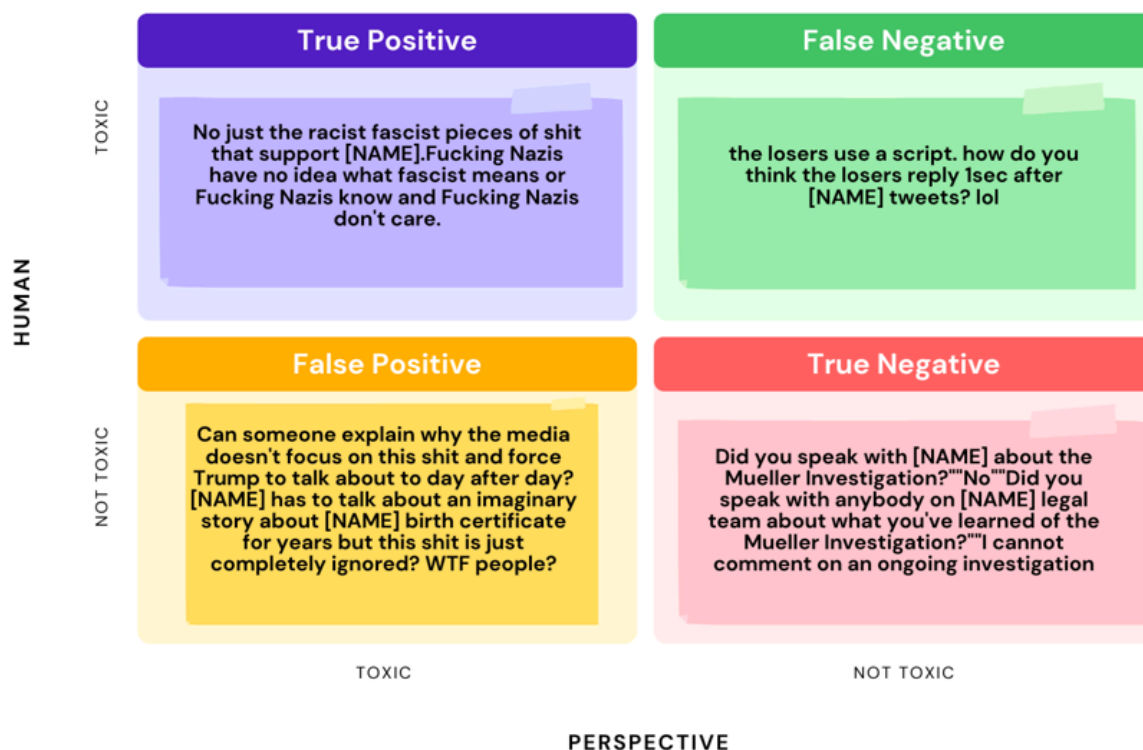 True Positive
False Negative
TOXIC
No just the racist fascist pieces of shit
that support [NAME].Fucking Nazis
have no idea what fascist means or
Fucking Nazis know and Fucking Nazis
don't care.
the losers use a script. how do you
think the losers reply 1sec after
[NAME] tweets? lol
HUMAN
False Positive
True Negative
NOT TOXIC
Can someone explain why the media
doesn't focus on this shit and force
Trump to talk about to day after day?
[NAME] has to talk about an imaginary
story about [NAME] birth certificate
for years but this shit is just
completely ignored? WTF people?
Did you speak with [NAME] about the
Mueller Investigation?""No""Did you
speak with anybody on [NAME] legal
team about what you've learned of the
Mueller Investigation?""I cannot
comment on an ongoing investigation
TOXIC
NOT TOXIC
PERSPECTIVE